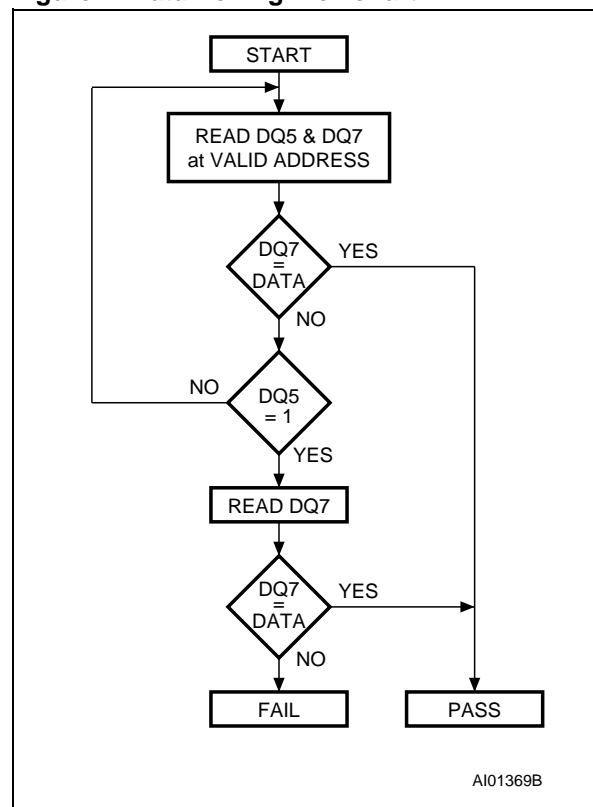 START
READ DQ5 & DQ7
at VALID ADDRESS
DQ7
=
DATA
YES
NO
NO
DQ5
= 1
YES
READ DQ7
DQ7
=
DATA
YES
NO
FAIL
PASS
AI01369B